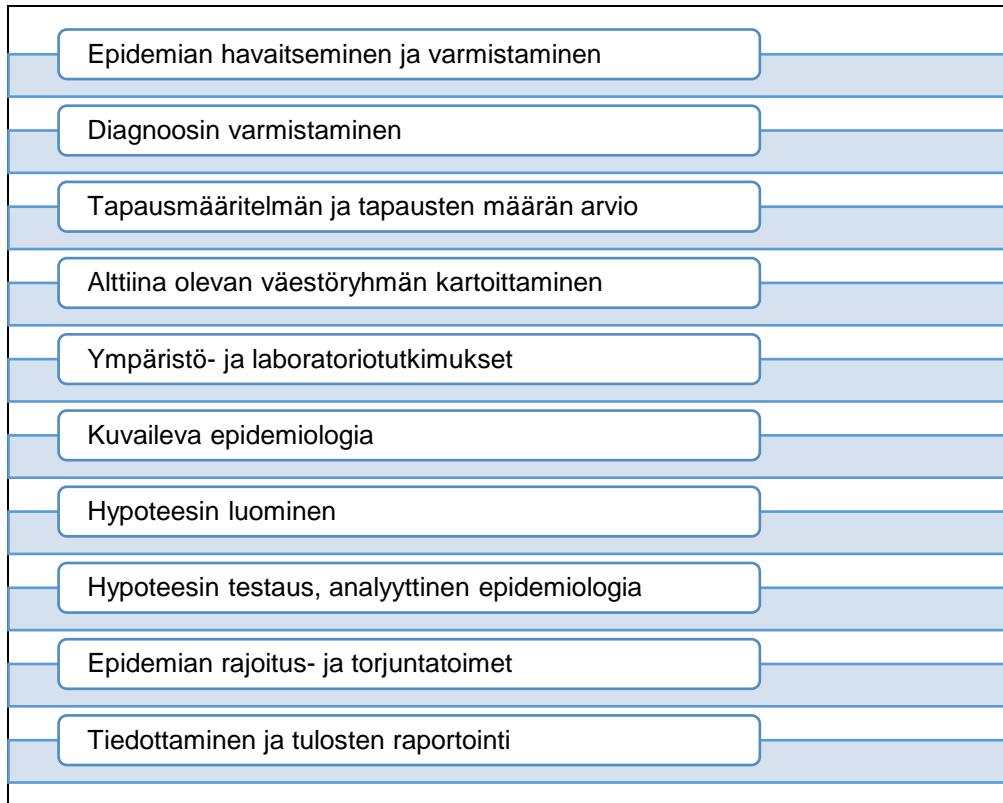 Epidemian havaitseminen ja varmistaminen
Diagnoosin varmistaminen
Tapausmääritelmän ja tapausten määrän arvio
Alttiina olevan väestöryhmän kartoittaminen
Ympäristö- ja laboratoriotutkimukset
Kuvaileva epidemiologia
Hypoteesin luominen
Hypoteesin testaus, analyyttinen epidemiologia
Epidemian rajoitus- ja torjuntatoimet
Tiedottaminen ja tulosten raportointi